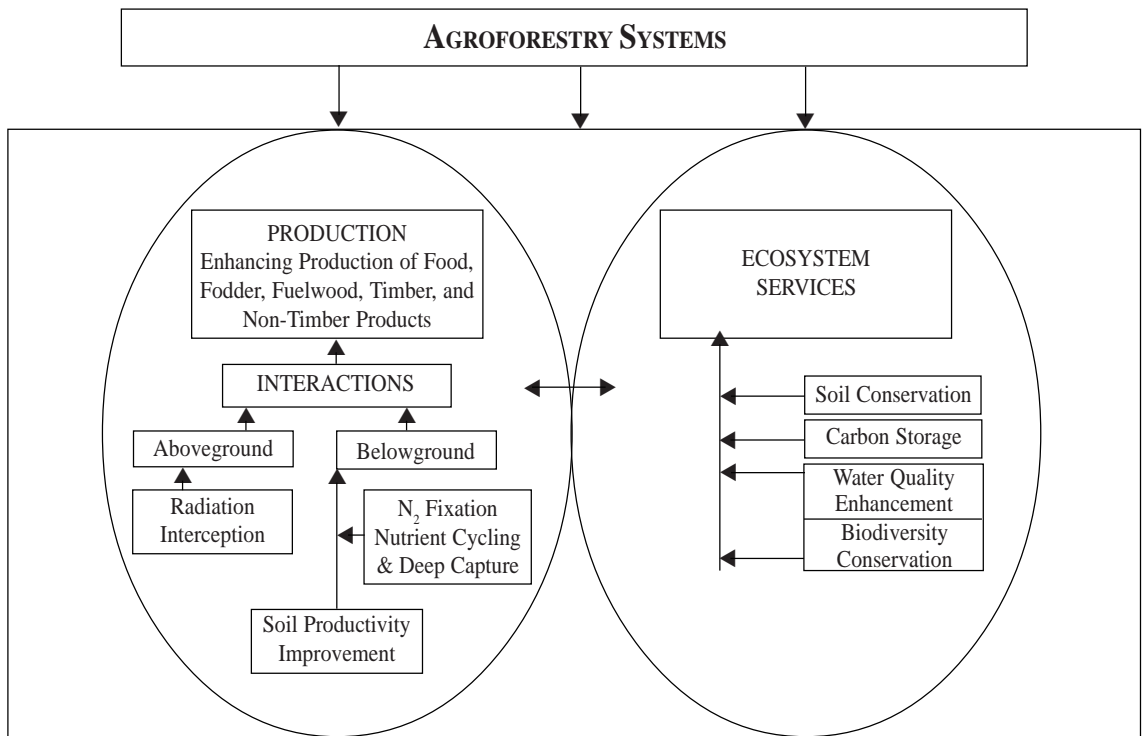 AGROFORESTRY SYSTEMS
PRODUCTION
Enhancing Production of Food,
Fodder, Fuelwood, Timber, and
Non-Timber Products
INTERACTIONS
Aboveground
Belowground
Radiation
Interception
N₂ Fixation
Nutrient Cycling
& Deep Capture
Soil Productivity
Improvement
ECOSYSTEM
SERVICES
Soil Conservation
Carbon Storage
Water Quality
Enhancement
Biodiversity
Conservation